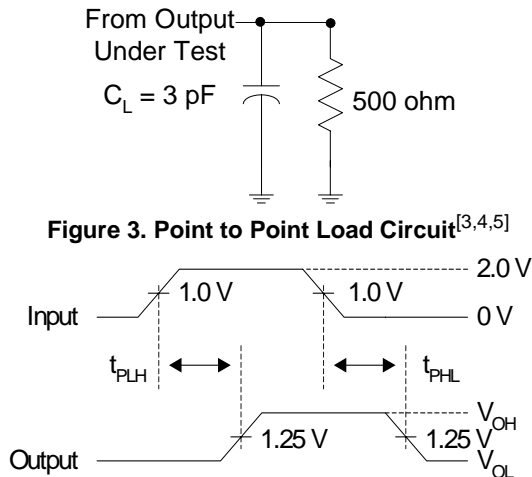 From Output
Under Test
C_L = 3 pF
500 ohm
Figure 3. Point to Point Load Circuit[3,4,5]
2.0 V
1.0 V 1.0 V
Input 0 V
t_PLH t_PHL
V_OH
1.25 V 1.25 V
Output V_OL